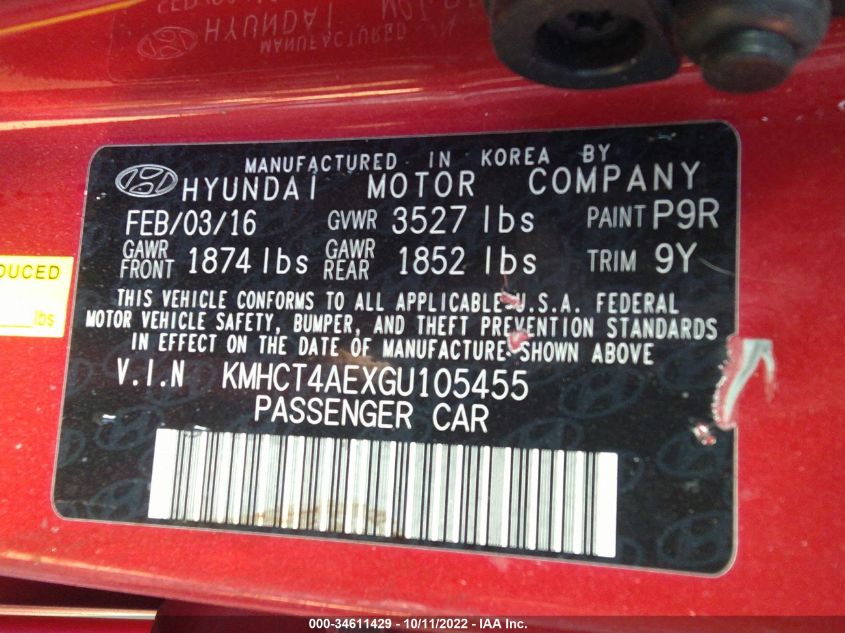 MANUFACTURED IN KOREA BY
HYUNDAI MOTOR COMPANY
FEB/03/16 GVWR 3527 lbs PAINT P9R
GAWR FRONT 1874 lbs GAWR REAR 1852 lbs TRIM 9Y
THIS VEHICLE CONFORMS TO ALL APPLICABLE U.S.A. FEDERAL
MOTOR VEHICLE SAFETY, BUMPER, AND THEFT PREVENTION STANDARDS
IN EFFECT ON THE DATE OF MANUFACTURE SHOWN ABOVE
V.I.N KMHCT4AEXGU105455
PASSENGER CAR
lbs
000-34611429 - 10/11/2022 - IAA Inc.